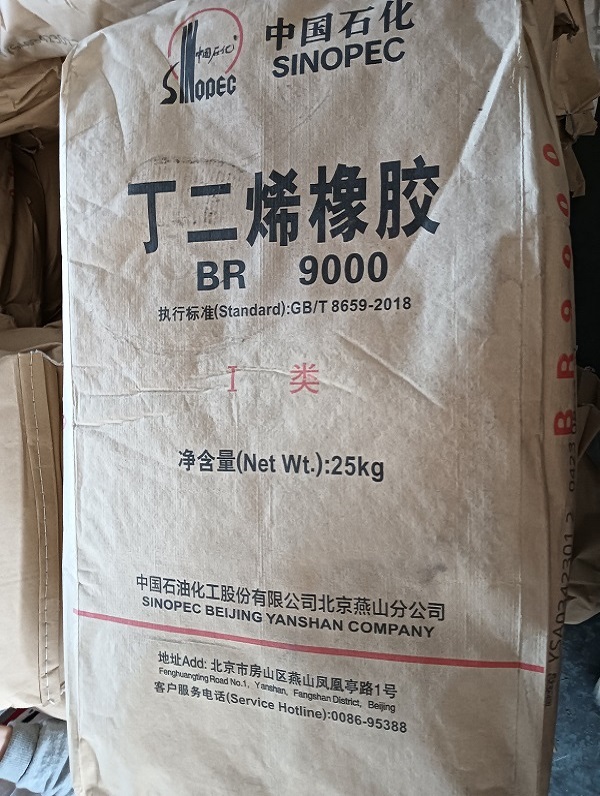 中国石化
SINOPEC
中国石化
SINOPEC
丁二烯橡胶
BR 9000
执行标准(Standard):GB/T 8659-2018
I 类
净含量(Net Wt.):25kg
中国石油化工股份有限公司北京燕山分公司
SINOPEC BEIJING YANSHAN COMPANY
地址Add: 北京市房山区燕山凤凰亭路1号
Fenghuangting Road No.1, Yanshan, Fangshan District, Beijing
客户服务电话(Service Hotline):0086-95388
BR9000